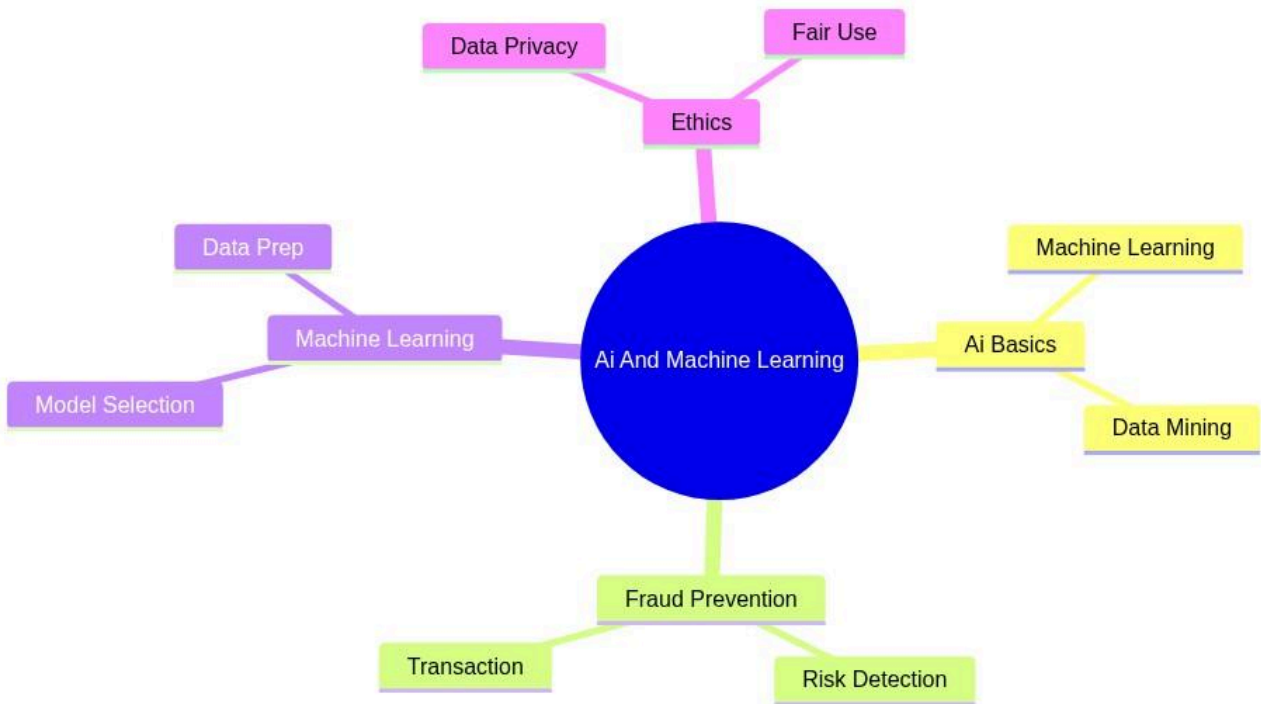 Fair Use
Data Privacy
Ethics
Data Prep
Machine Learning
Machine Learning
Ai Basics
Ai And Machine Learning
Model Selection
Data Mining
Fraud Prevention
Transaction
Risk Detection